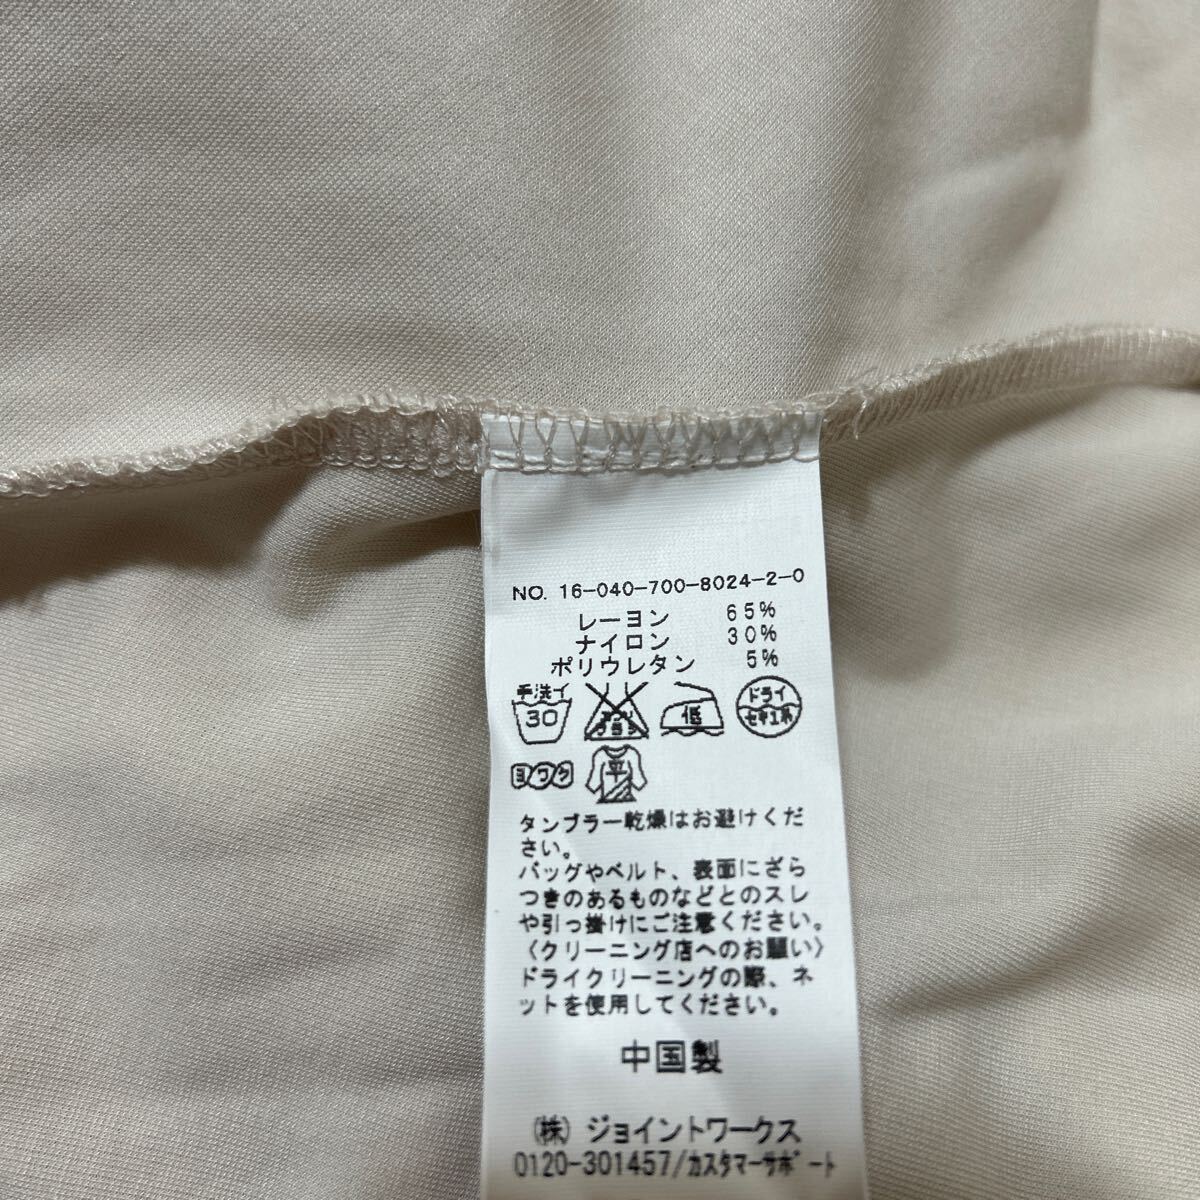 NO. 16-040-700-8024-2-0
レーヨン 65%
ナイロン 30%
ポリウレタン 5%
手洗イ
30
エンソ
サラシ
低
ドライ
セキユ系
ヨワク
平
タンブラー乾燥はお避けくだ
さい。
バッグやベルト、表面にざら
つきのあるものなどとのスレ
や引っ掛けにご注意ください。
〈クリーニング店へのお願い〉
ドライクリーニングの際、ネ
ットを使用してください。
中国製
(株) ジョイントワークス
0120-301457/カスタマーサポート